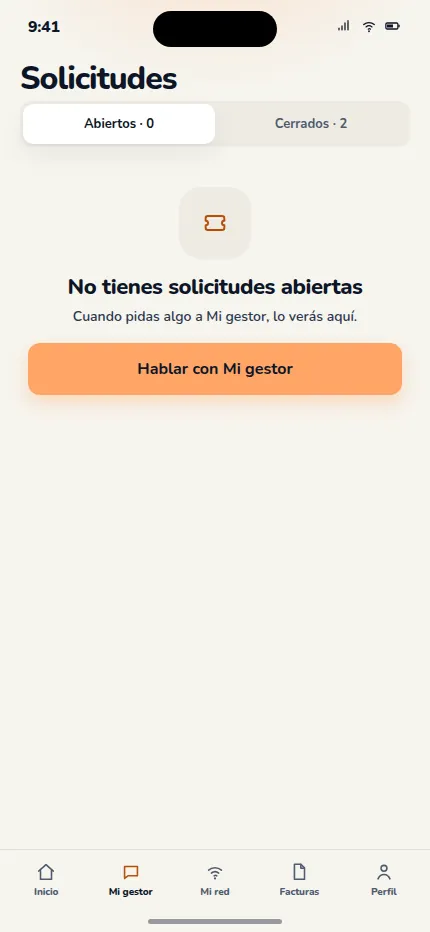 9:41
Solicitudes
Abiertos · 0
Cerrados · 2
No tienes solicitudes abiertas
Cuando pidas algo a Mi gestor, lo verás aquí.
Hablar con Mi gestor
Inicio
Mi gestor
Mi red
Facturas
Perfil